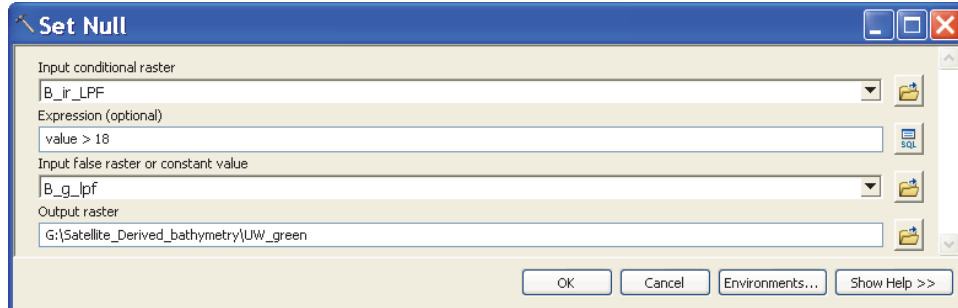 Set Null
Input conditional raster
B_ir_LPF
Expression (optional)
value > 18
SQL
Input false raster or constant value
B_g_lpf
Output raster
G:\Satellite_Derived_bathymetry\UW_green
OK Cancel Environments... Show Help >>